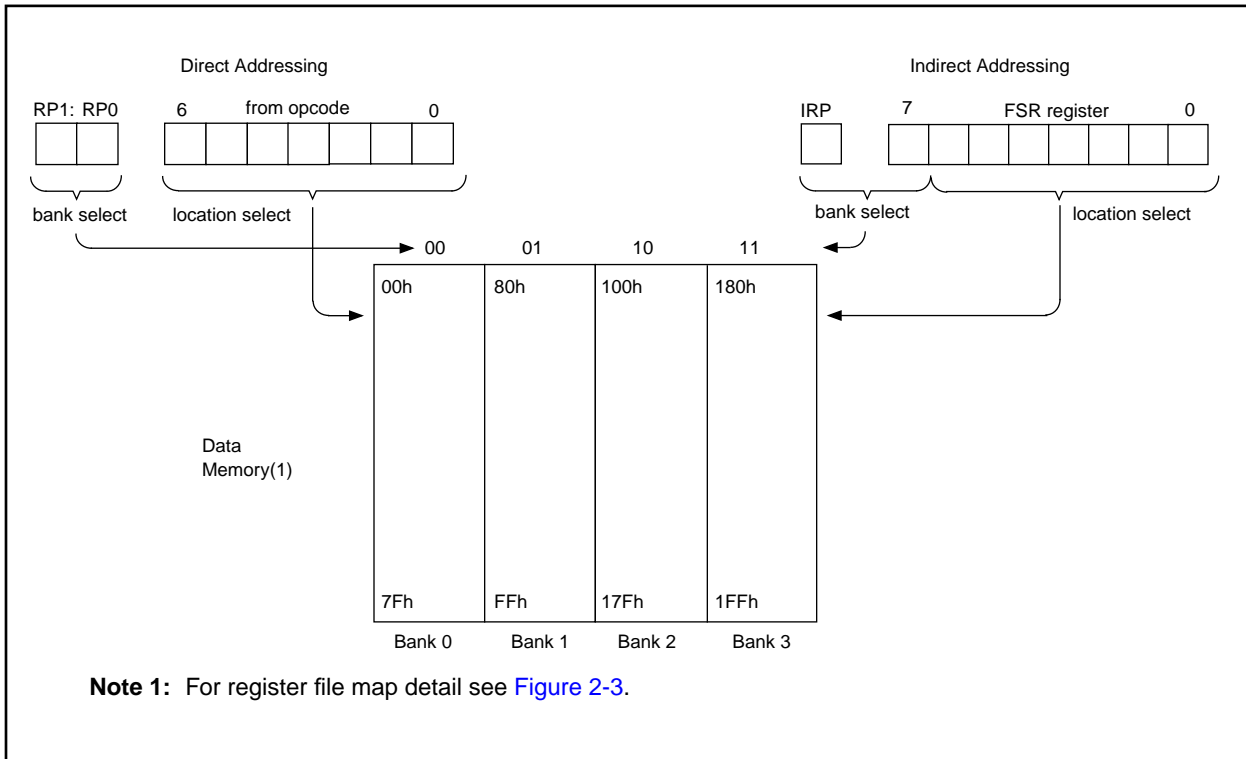 Direct Addressing
Indirect Addressing
RP1: RP0
6 from opcode 0
IRP
7 FSR register 0
bank select
location select
bank select
location select
00 01 10 11
00h 80h 100h 180h
Data
Memory(1)
7Fh FFh 17Fh 1FFh
Bank 0 Bank 1 Bank 2 Bank 3
Note 1: For register file map detail see Figure 2-3.